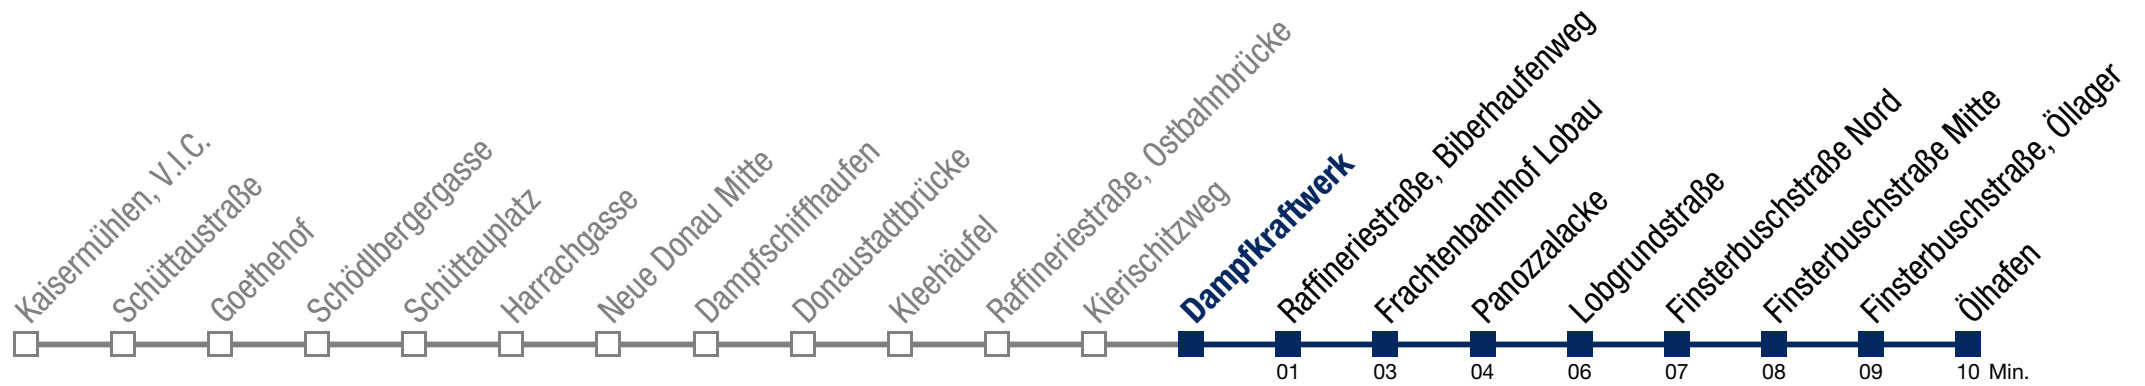 Kaisermühlen, V.I.C.
Schüttaustraße
Goethehof
Schödlbergergasse
Schüttauplatz
Harrachgasse
Neue Donau Mitte
Dampfschiffhaufen
Donaustadtbrücke
Kleehäufel
Raffineriestraße, Ostbahnbrücke
Kierischitzweg
Dampfkraftwerk
Raffineriestraße, Biberhaufenweg
Frachtenbahnhof Lobau
Panozzalacke
Lobgrundstraße
Finsterbuschstraße Nord
Finsterbuschstraße Mitte
Finsterbuschstraße, Öllager
Ölhafen
01 03 04 06 07 08 09 10 Min.